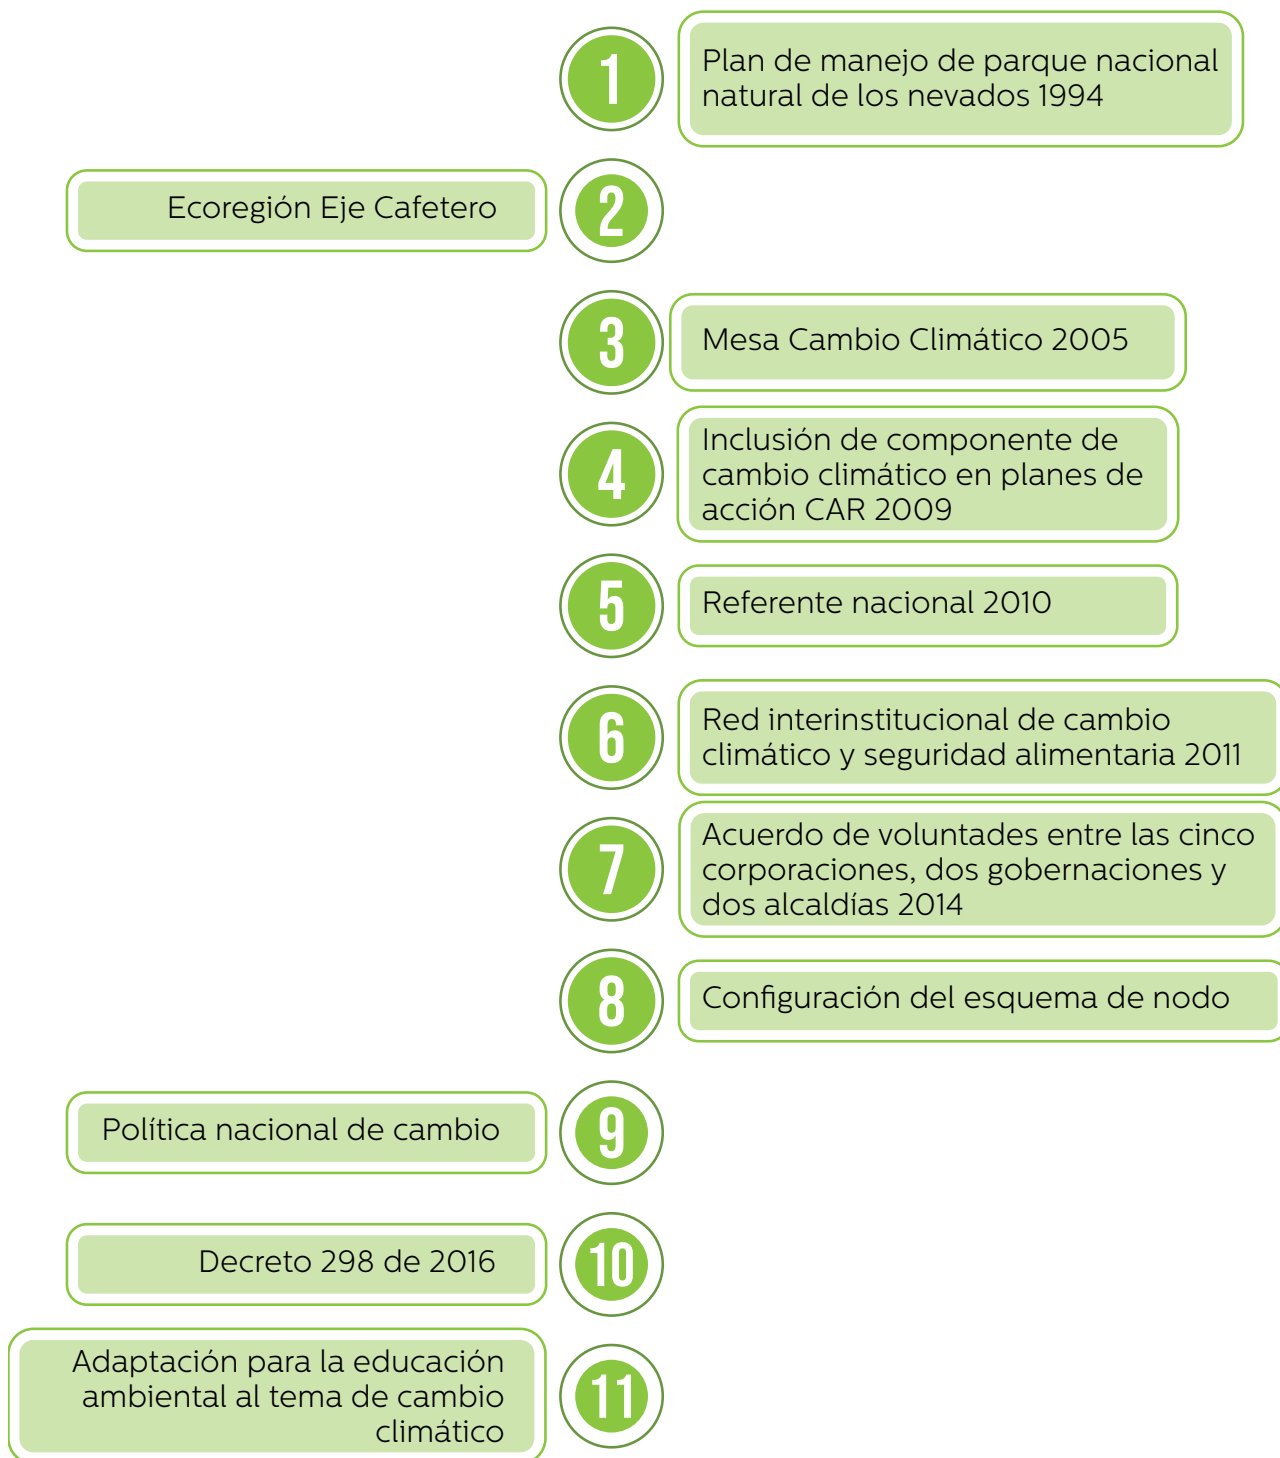 1
Plan de manejo de parque nacional
natural de los nevados 1994
Ecoregión Eje Cafetero
2
3
Mesa Cambio Climático 2005
4
Inclusión de componente de
cambio climático en planes de
acción CAR 2009
5
Referente nacional 2010
6
Red interinstitucional de cambio
climático y seguridad alimentaria 2011
7
Acuerdo de voluntades entre las cinco
corporaciones, dos gobernaciones y
dos alcaldías 2014
8
Configuración del esquema de nodo
Política nacional de cambio
9
Decreto 298 de 2016
10
Adaptación para la educación
ambiental al tema de cambio
climático
11